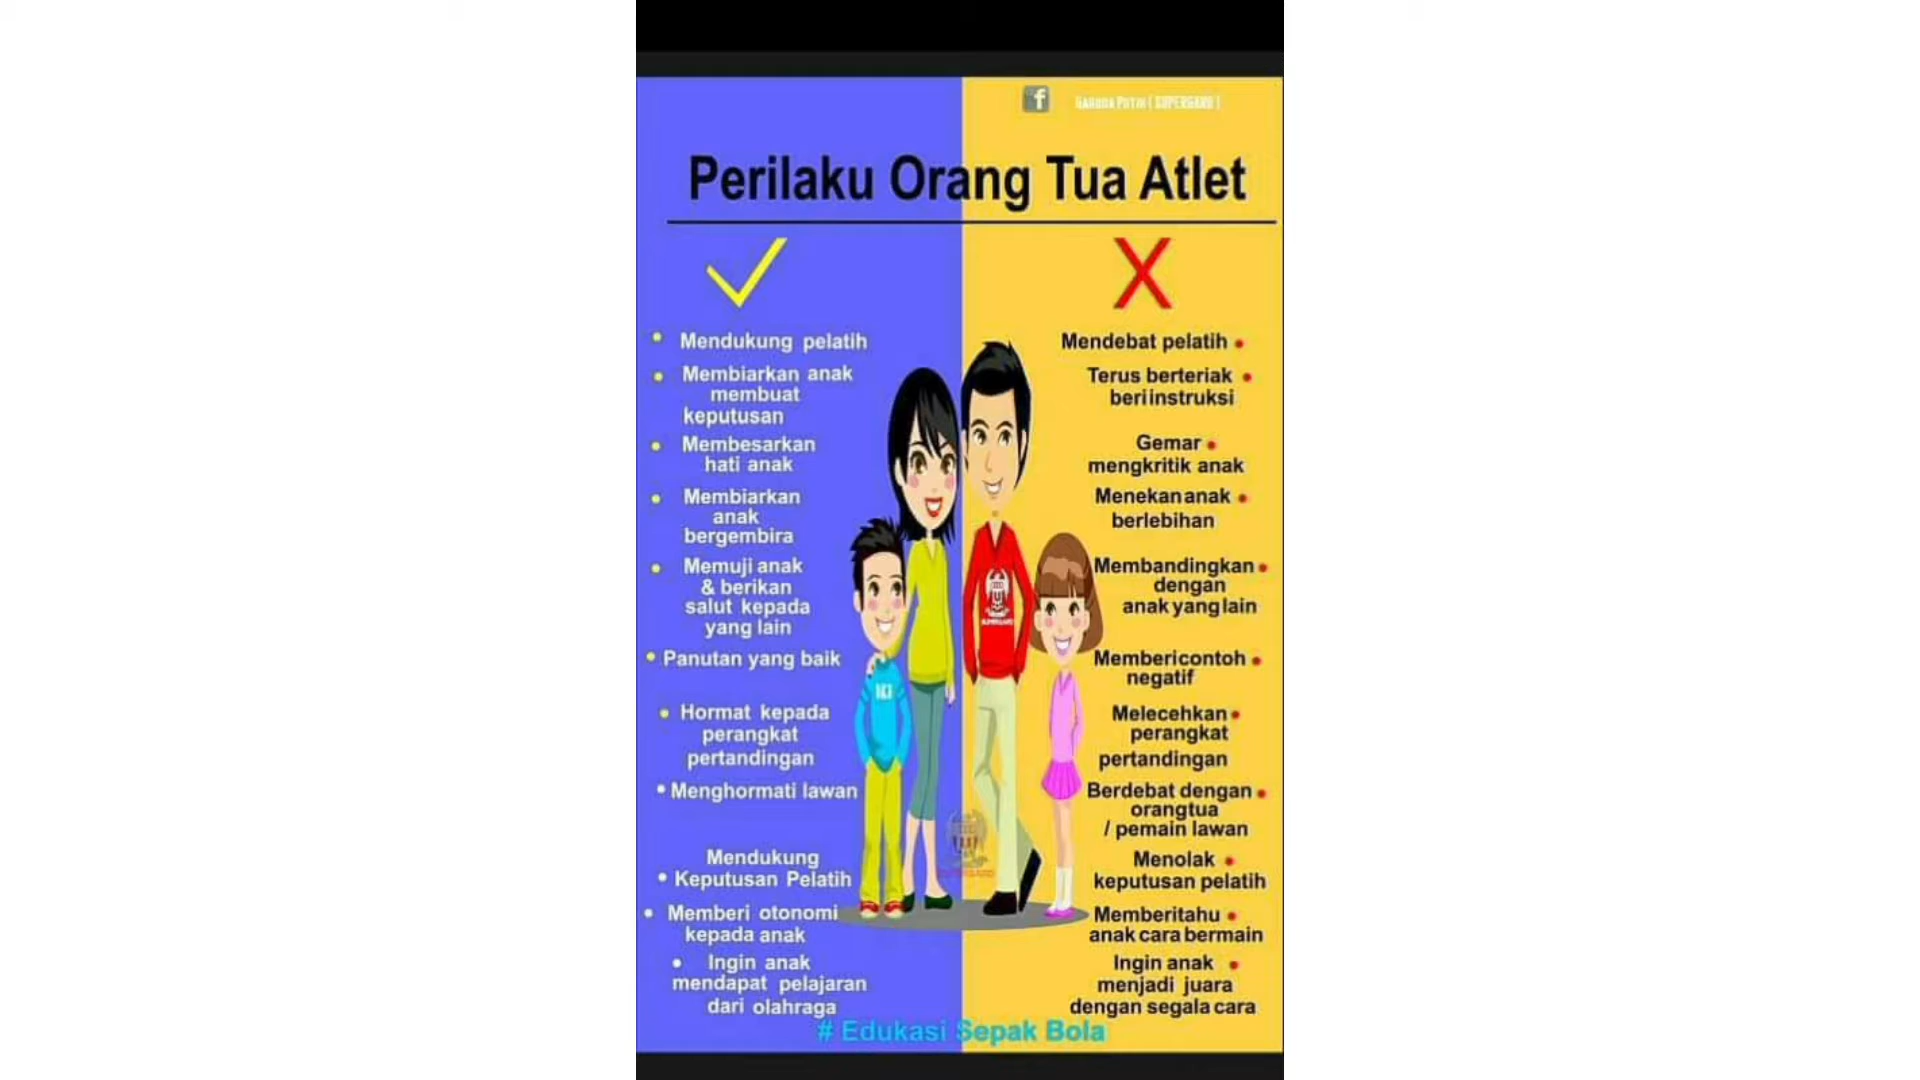 GARUDA PUTIH ( SUPERGARD )
Perilaku Orang Tua Atlet
X
Mendukung pelatih
Membiarkan anak
membuat
keputusan
Membesarkan
hati anak
Membiarkan
anak
bergembira
Memuji anak
& berikan
salut kepada
yang lain
Panutan yang baik
Hormat kepada
perangkat
pertandingan
Menghormati lawan
Mendukung
Keputusan Pelatih
Memberi otonomi
kepada anak
Ingin anak
mendapat pelajaran
dari olahraga
Mendebat pelatih
Terus berteriak
beri instruksi
Gemar
mengkritik anak
Menekan anak
berlebihan
Membandingkan
dengan
anak yang lain
Memberi contoh
negatif
Melecehkan
perangkat
pertandingan
Berdebat dengan
orangtua
/ pemain lawan
Menolak
keputusan pelatih
Memberitahu
anak cara bermain
Ingin anak
menjadi juara
dengan segala cara
# Edukasi Sepak Bola